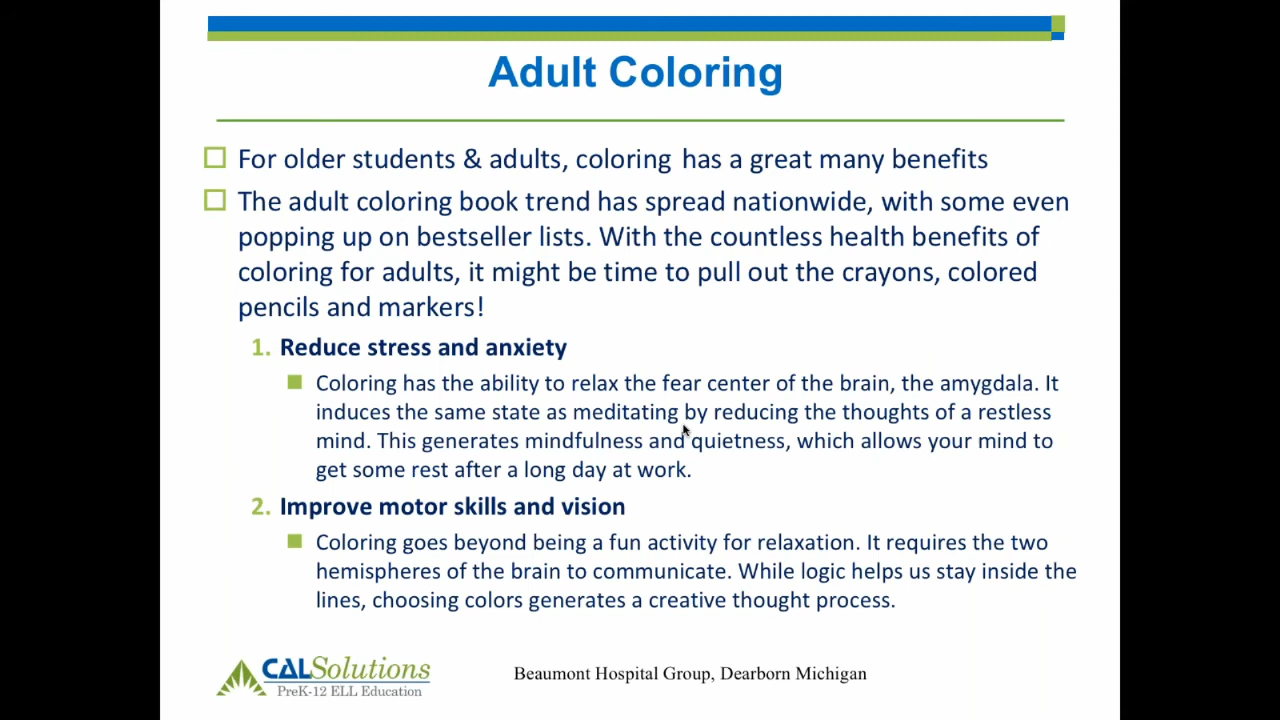 Adult Coloring
For older students & adults, coloring has a great many benefits
The adult coloring book trend has spread nationwide, with some even
popping up on bestseller lists. With the countless health benefits of
coloring for adults, it might be time to pull out the crayons, colored
pencils and markers!
1. Reduce stress and anxiety
Coloring has the ability to relax the fear center of the brain, the amygdala. It
induces the same state as meditating by reducing the thoughts of a restless
mind. This generates mindfulness and quietness, which allows your mind to
get some rest after a long day at work.
2. Improve motor skills and vision
Coloring goes beyond being a fun activity for relaxation. It requires the two
hemispheres of the brain to communicate. While logic helps us stay inside the
lines, choosing colors generates a creative thought process.
CALSolutions
PreK-12 ELL Education
Beaumont Hospital Group, Dearborn Michigan